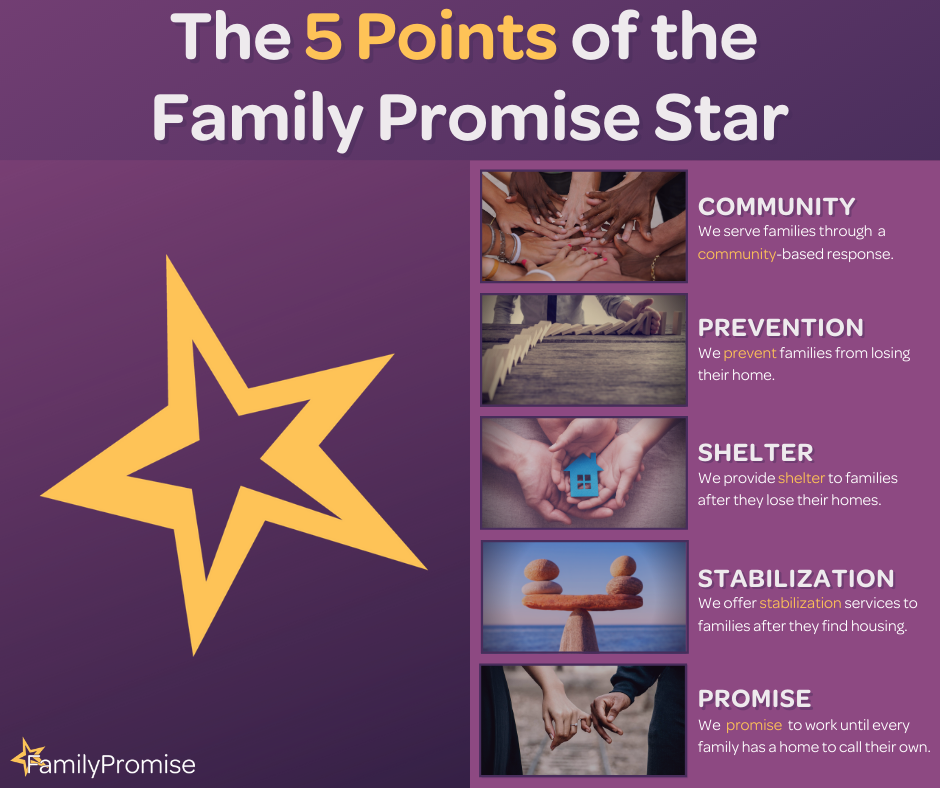 The 5 Points of the
Family Promise Star
COMMUNITY
We serve families through a
community-based response.
PREVENTION
We prevent families from losing
their home.
SHELTER
We provide shelter to families
after they lose their homes.
STABILIZATION
We offer stabilization services to
families after they find housing.
PROMISE
We promise to work until every
family has a home to call their own.
FamilyPromise